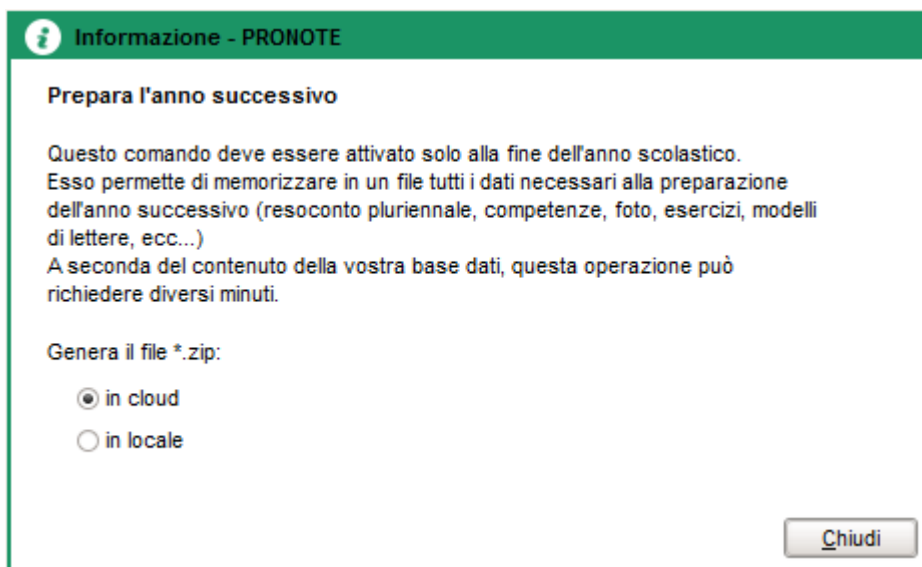 Informazione - PRONOTE
Prepara l'anno successivo
Questo comando deve essere attivato solo alla fine dell'anno scolastico.
Esso permette di memorizzare in un file tutti i dati necessari alla preparazione
dell'anno successivo (resoconto pluriennale, competenze, foto, esercizi, modelli
di lettere, ecc...)
A seconda del contenuto della vostra base dati, questa operazione può
richiedere diversi minuti.
Genera il file *.zip:
in cloud
in locale
Chiudi